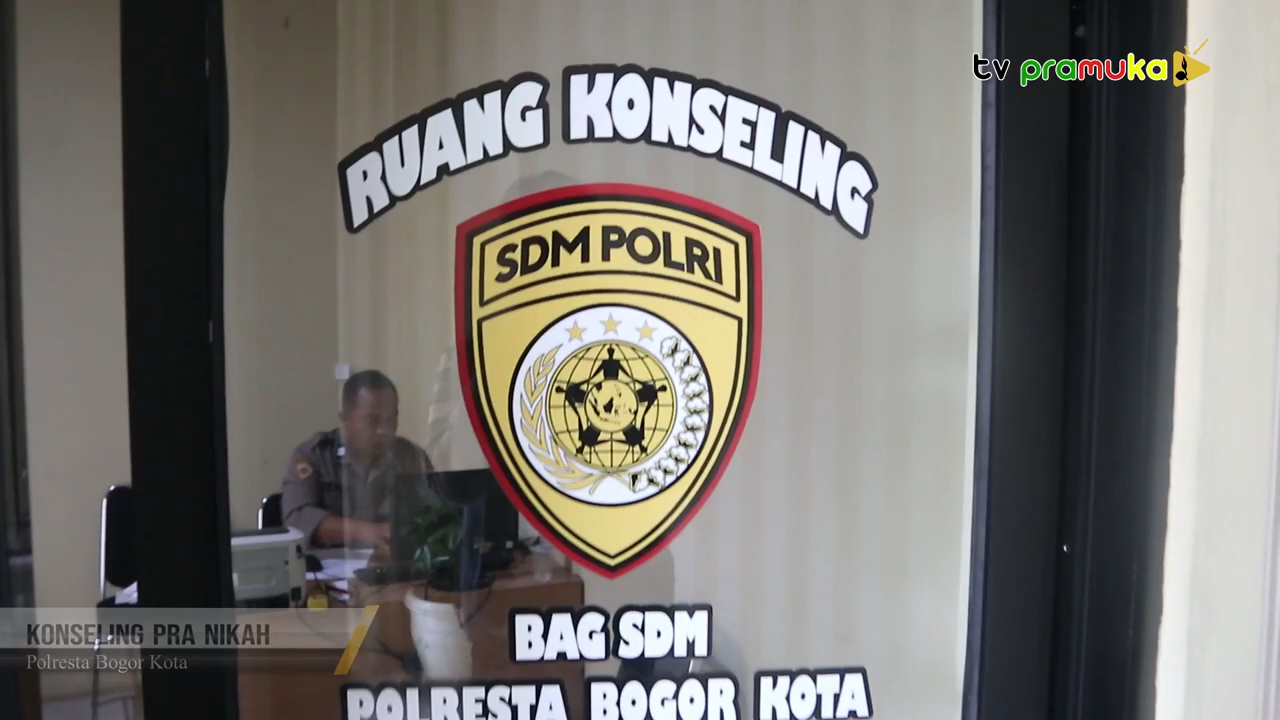 tv pramuka
RUANG KONSELING
SDM POLRI
BAG SDM
POLRESTA BOGOR KOTA
KONSELING PRA NIKAH
Polresta Bogor Kota